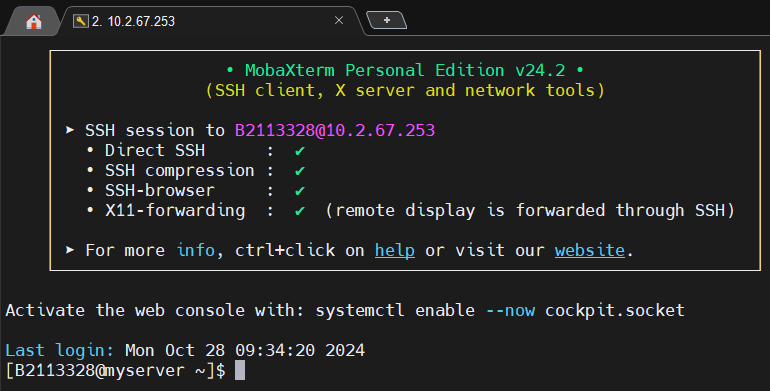 2. 10.2.67.253
• MobaXterm Personal Edition v24.2 •
(SSH client, X server and network tools)
➤ SSH session to B2113328@10.2.67.253
• Direct SSH : ✔
• SSH compression : ✔
• SSH-browser : ✔
• X11-forwarding : ✔ (remote display is forwarded through SSH)
➤ For more info, ctrl+click on help or visit our website.
Activate the web console with: systemctl enable --now cockpit.socket
Last login: Mon Oct 28 09:34:20 2024
[B2113328@myserver ~]$